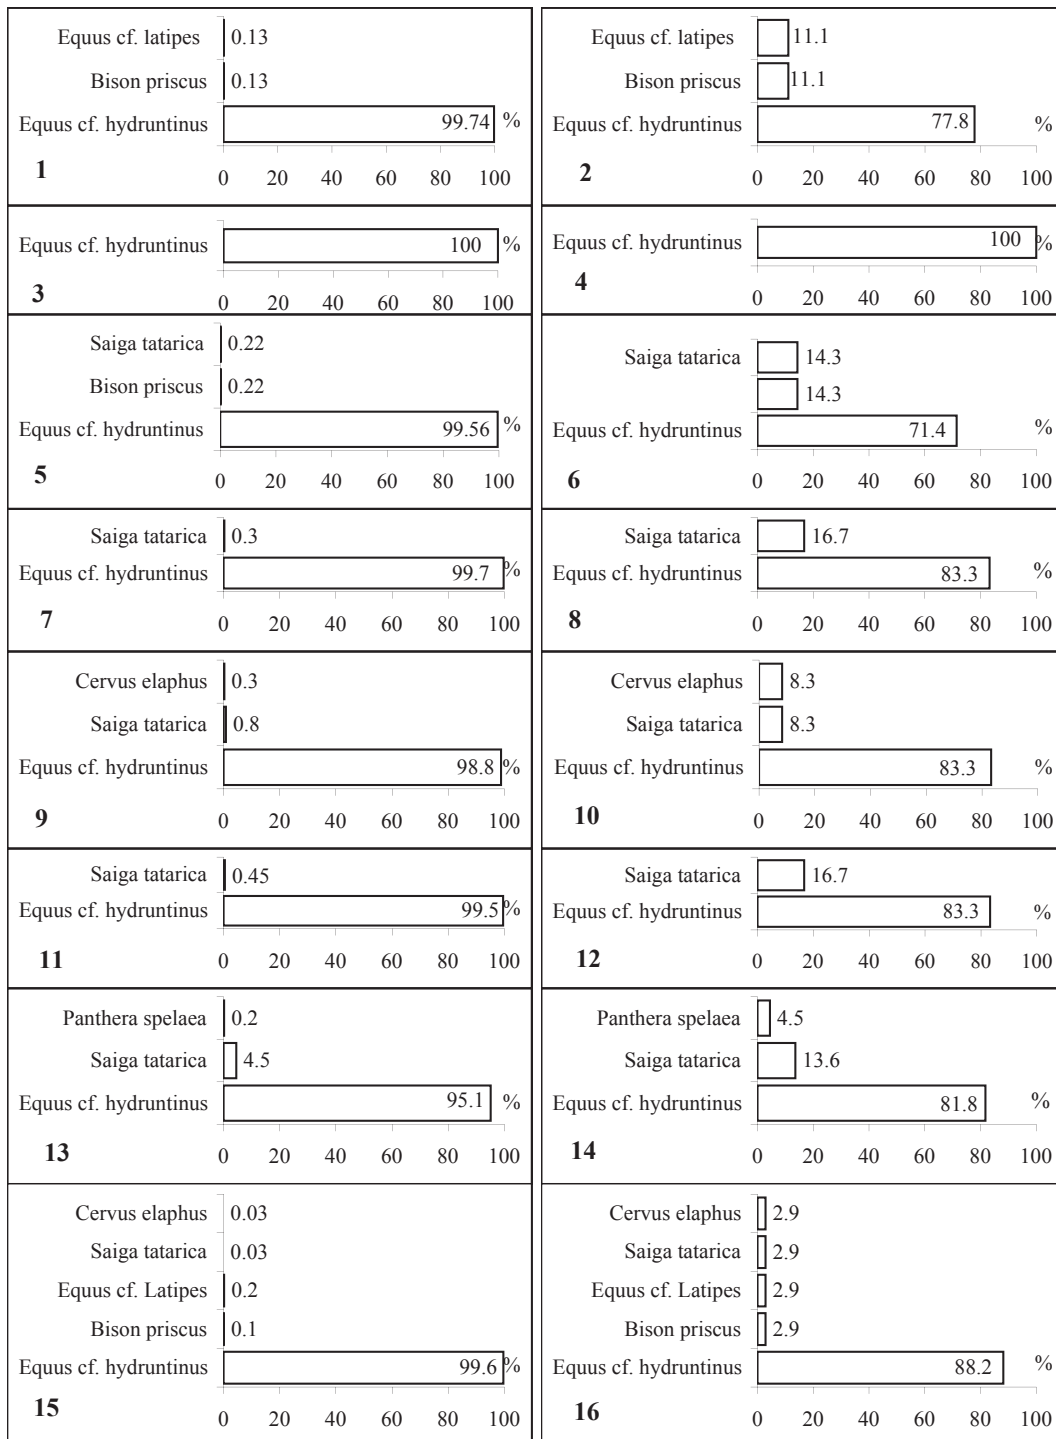 Equus cf. latipes 0.13
Bison priscus 0.13
Equus cf. hydruntinus 99.74 %
1 0 20 40 60 80 100
Equus cf. latipes 11.1
Bison priscus 11.1
Equus cf. hydruntinus 77.8 %
2 0 20 40 60 80 100
Equus cf. hydruntinus 100 %
3 0 20 40 60 80 100
Equus cf. hydruntinus 100 %
4 0 20 40 60 80 100
Saiga tatarica 0.22
Bison priscus 0.22
Equus cf. hydruntinus 99.56 %
5 0 20 40 60 80 100
Saiga tatarica 14.3
14.3
Equus cf. hydruntinus 71.4 %
6 0 20 40 60 80 100
Saiga tatarica 0.3
Equus cf. hydruntinus 99.7 %
7 0 20 40 60 80 100
Saiga tatarica 16.7
Equus cf. hydruntinus 83.3 %
8 0 20 40 60 80 100
Cervus elaphus 0.3
Saiga tatarica 0.8
Equus cf. hydruntinus 98.8 %
9 0 20 40 60 80 100
Cervus elaphus 8.3
Saiga tatarica 8.3
Equus cf. hydruntinus 83.3 %
10 0 20 40 60 80 100
Saiga tatarica 0.45
Equus cf. hydruntinus 99.5 %
11 0 20 40 60 80 100
Saiga tatarica 16.7
Equus cf. hydruntinus 83.3 %
12 0 20 40 60 80 100
Panthera spelaea 0.2
Saiga tatarica 4.5
Equus cf. hydruntinus 95.1 %
13 0 20 40 60 80 100
Panthera spelaea 4.5
Saiga tatarica 13.6
Equus cf. hydruntinus 81.8 %
14 0 20 40 60 80 100
Cervus elaphus 0.03
Saiga tatarica 0.03
Equus cf. Latipes 0.2
Bison priscus 0.1
Equus cf. hydruntinus 99.6 %
15 0 20 40 60 80 100
Cervus elaphus 2.9
Saiga tatarica 2.9
Equus cf. Latipes 2.9
Bison priscus 2.9
Equus cf. hydruntinus 88.2 %
16 0 20 40 60 80 100